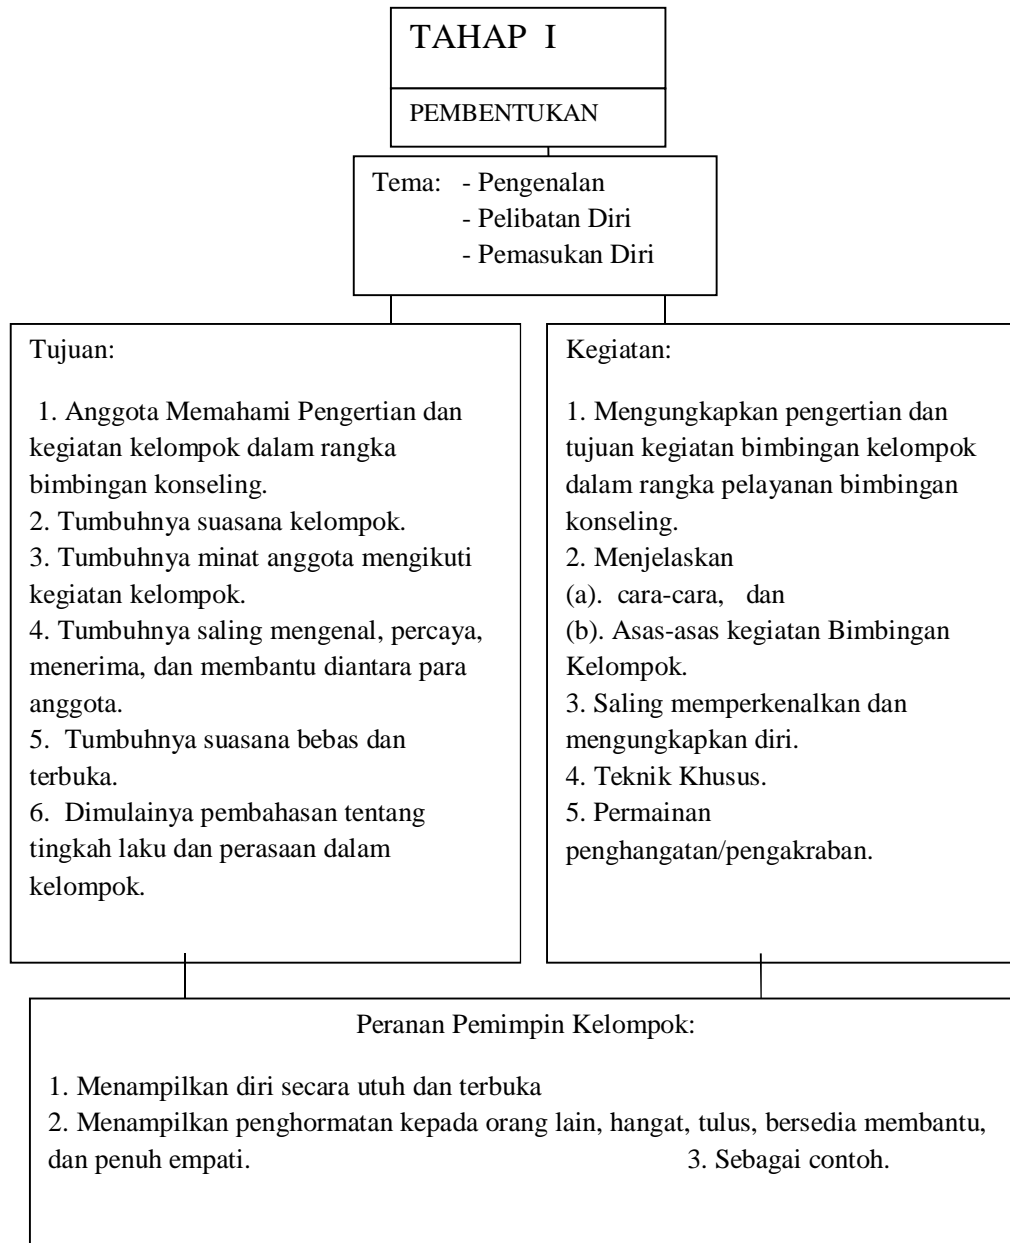 TAHAP I
PEMBENTUKAN
Tema: - Pengenalan
- Pelibatan Diri
- Pemasukan Diri
Tujuan:
1. Anggota Memahami Pengertian dan
kegiatan kelompok dalam rangka
bimbingan konseling.
2. Tumbuhnya suasana kelompok.
3. Tumbuhnya minat anggota mengikuti
kegiatan kelompok.
4. Tumbuhnya saling mengenal, percaya,
menerima, dan membantu diantara para
anggota.
5. Tumbuhnya suasana bebas dan
terbuka.
6. Dimulainya pembahasan tentang
tingkah laku dan perasaan dalam
kelompok.
Kegiatan:
1. Mengungkapkan pengertian dan
tujuan kegiatan bimbingan kelompok
dalam rangka pelayanan bimbingan
konseling.
2. Menjelaskan
(a). cara-cara, dan
(b). Asas-asas kegiatan Bimbingan
Kelompok.
3. Saling memperkenalkan dan
mengungkapkan diri.
4. Teknik Khusus.
5. Permainan
penghangatan/pengakraban.
Peranan Pemimpin Kelompok:
1. Menampilkan diri secara utuh dan terbuka
2. Menampilkan penghormatan kepada orang lain, hangat, tulus, bersedia membantu,
dan penuh empati. 3. Sebagai contoh.